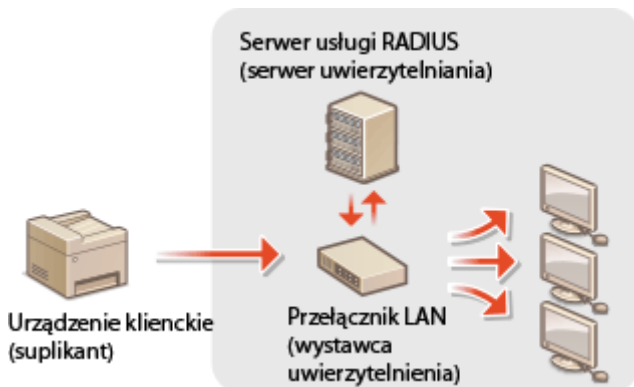 Serwer usługi RADIUS
(serwer uwierzytelniania)
Urządzenie klienckie
(suplikant)
Przełącznik LAN
(wystawca
uwierzytelnienia)